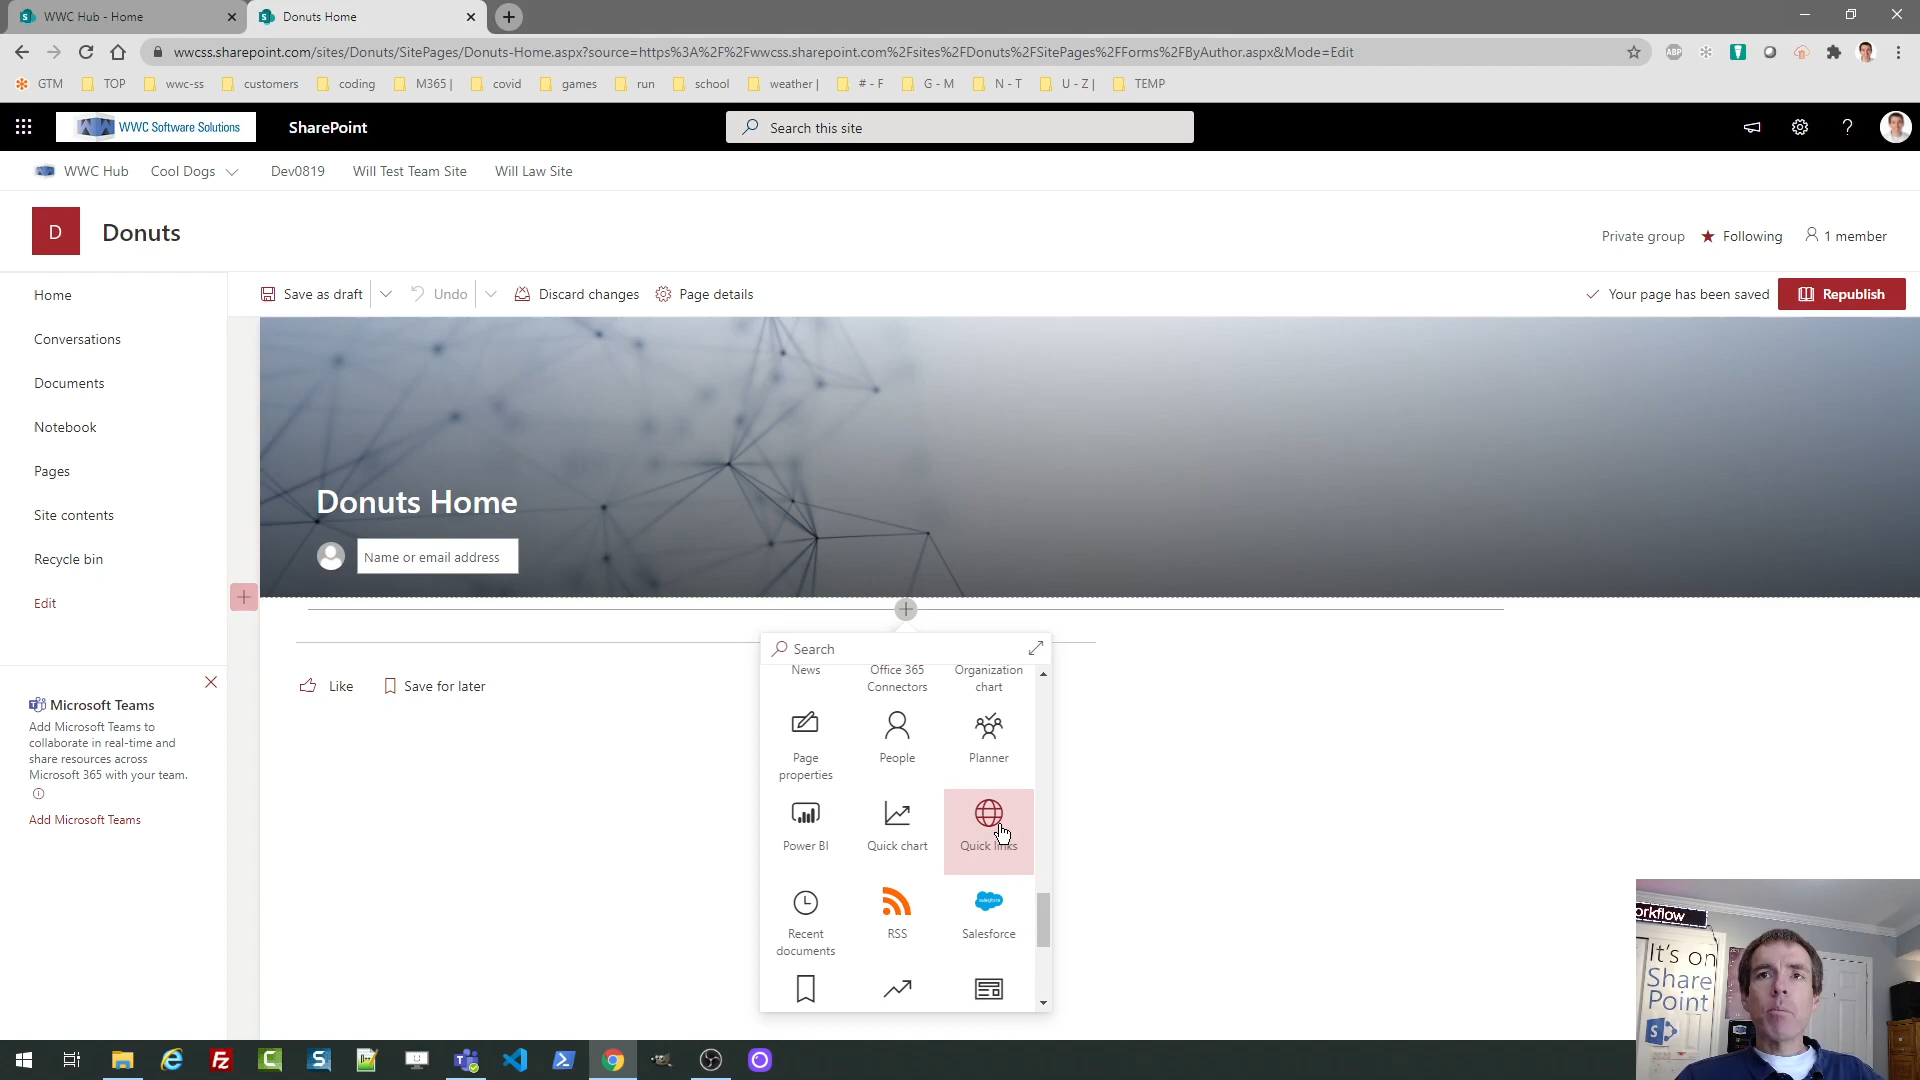 WWC Hub - Home
Donuts Home
wwcss.sharepoint.com/sites/Donuts/SitePages/Donuts-Home.aspx?source=https%3A%2F%2Fwwcss.sharepoint.com%2Fsites%2FDonuts%2FSitePages%2FForms%2FByAuthor.aspx&Mode=Edit
ABP
GTM
TOP
wwc-ss
customers
coding
M365 |
covid
games
run
school
weather |
# - F
G - M
N - T
U - Z |
TEMP
WWC Software Solutions
SharePoint
Search this site
WWC Hub
Cool Dogs
Dev0819
Will Test Team Site
Will Law Site
D
Donuts
Private group
Following
1 member
Home
Conversations
Documents
Notebook
Pages
Site contents
Recycle bin
Edit
Save as draft
Undo
Discard changes
Page details
Your page has been saved
Republish
Donuts Home
Name or email address
Like
Save for later
Search
News
Office 365
Connectors
Organization
chart
Page
properties
People
Planner
Power BI
Quick chart
Quick links
Recent
documents
RSS
salesforce
Salesforce
Microsoft Teams
Add Microsoft Teams to
collaborate in real-time and
share resources across
Microsoft 365 with your team.
Add Microsoft Teams
orkflow
It's on
Share
Point